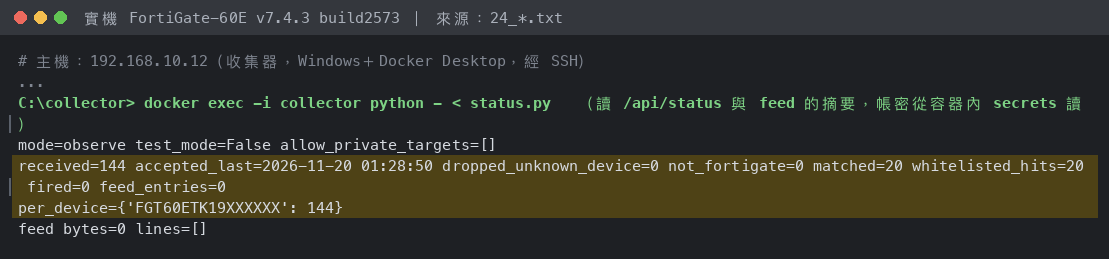 實機 FortiGate-60E v7.4.3 build2573 | 來源：24_*.txt
# 主機：192.168.10.12（收集器，Windows＋Docker Desktop，經 SSH）
...
C:\collector> docker exec -i collector python - < status.py （讀 /api/status 與 feed 的摘要，帳密從容器內 secrets 讀
）
mode=observe test_mode=False allow_private_targets=[]
received=144 accepted_last=2026-11-20 01:28:50 dropped_unknown_device=0 not_fortigate=0 matched=20 whitelisted_hits=20
fired=0 feed_entries=0
per_device={'FGT60ETK19XXXXXX': 144}
feed bytes=0 lines=[]